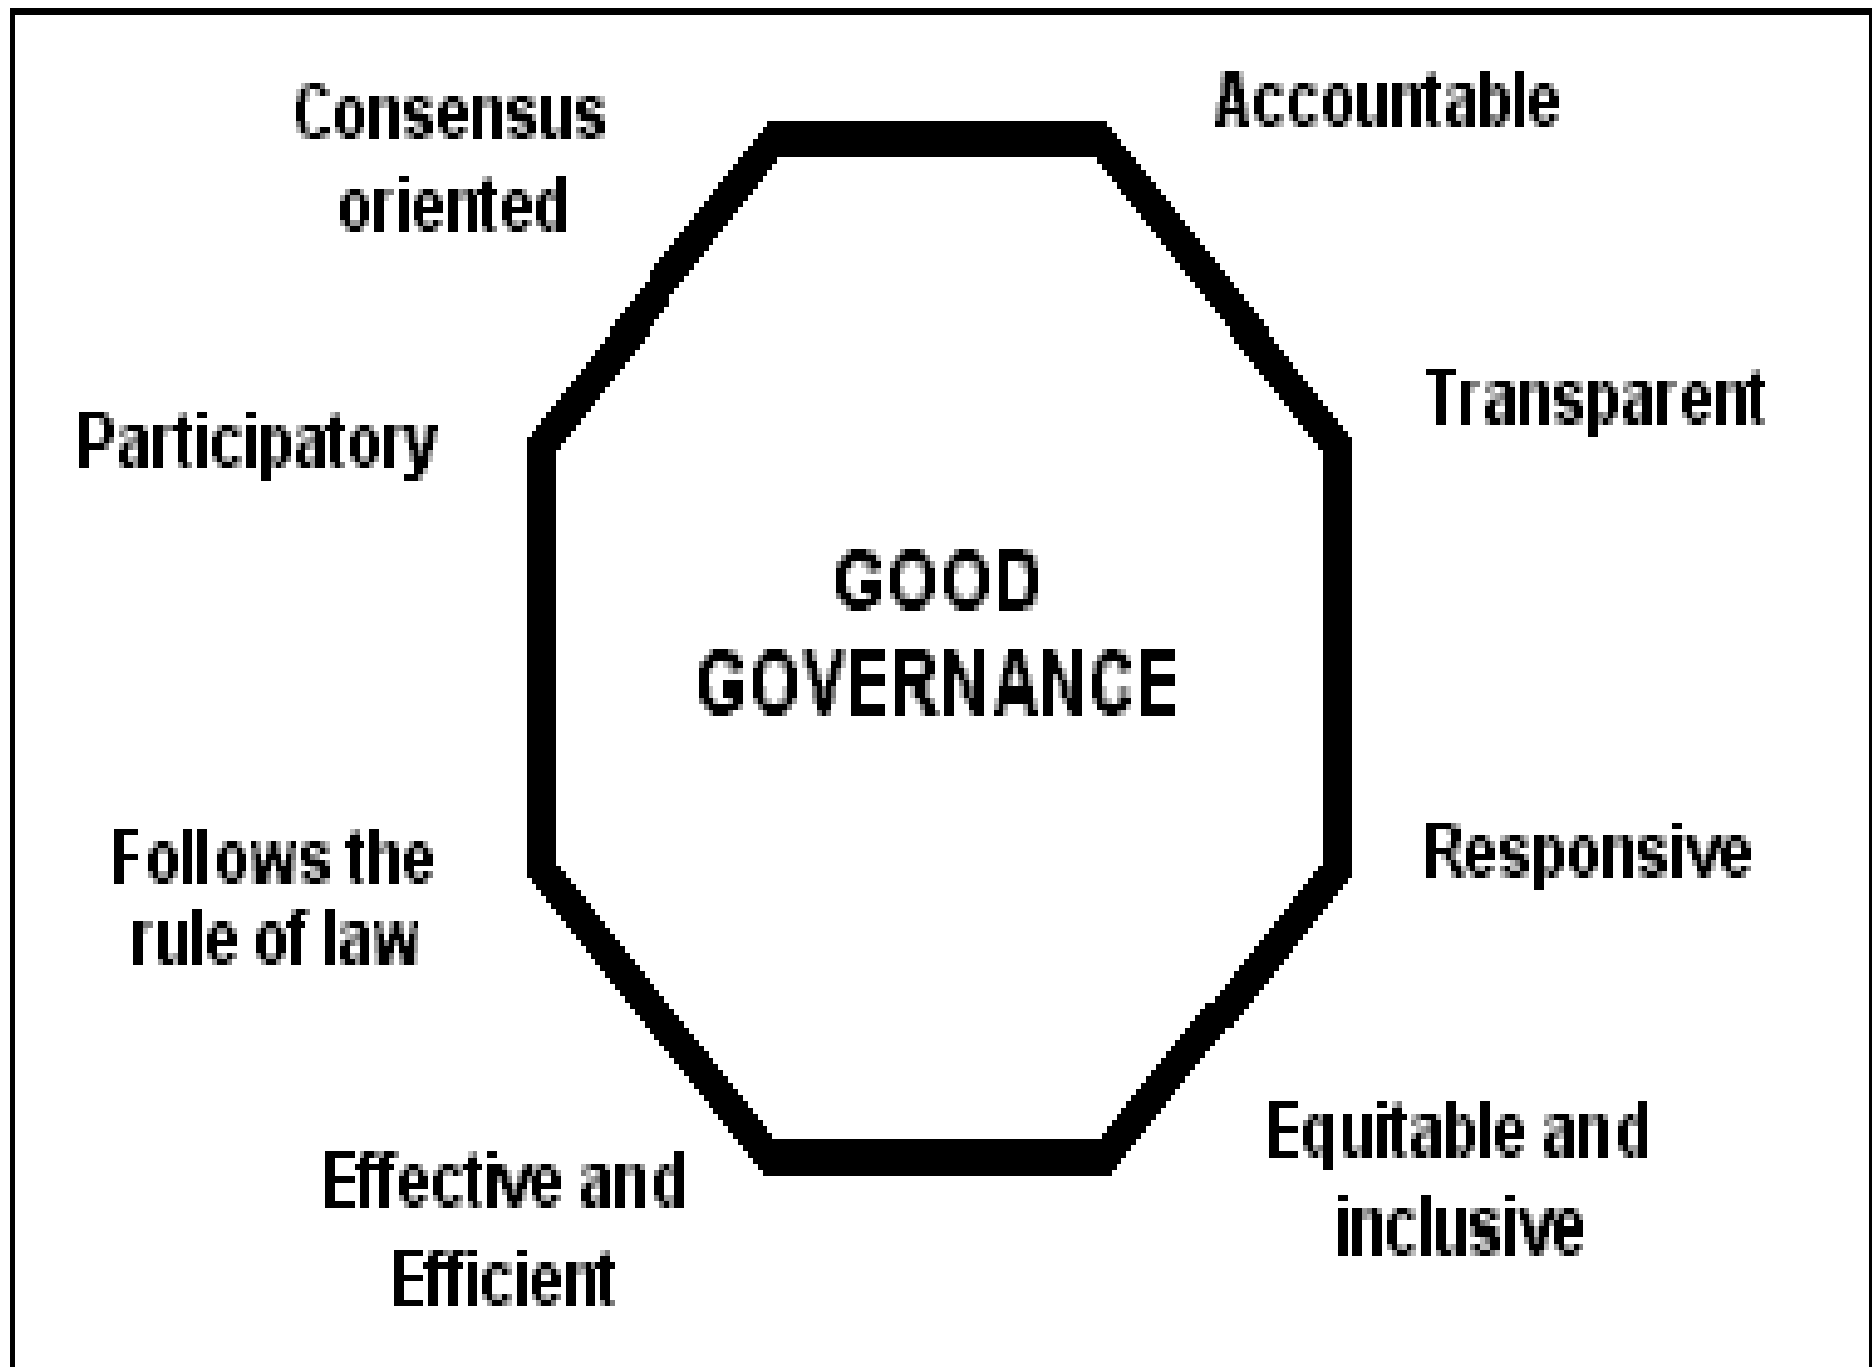 Consensus
oriented
Accountable
Participatory
Transparent
GOOD
GOVERNANCE
Follows the
rule of law
Responsive
Effective and
Efficient
Equitable and
inclusive